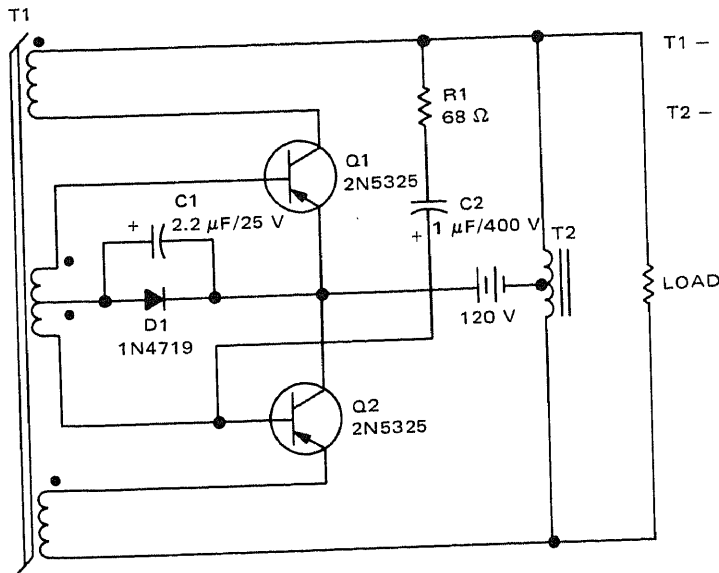 T1
T1 –
R1
68 Ω
T2 –
Q1
2N5325
C1
+ 2.2 μF/25 V
C2
+ 1 μF/400 V
T2
LOAD
D1
1N4719
120 V
Q2
2N5325